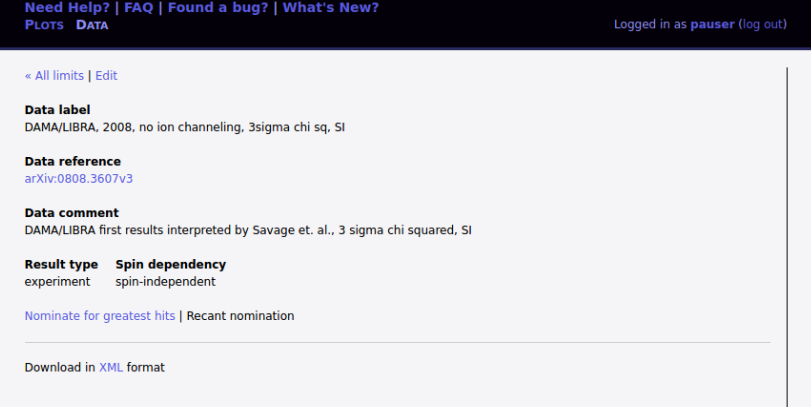 Need Help? | FAQ | Found a bug? | What's New?
PLOTS DATA
Logged in as pauser (log out)
« All limits | Edit
Data label
DAMA/LIBRA, 2008, no ion channeling, 3sigma chi sq, SI
Data reference
arXiv:0808.3607v3
Data comment
DAMA/LIBRA first results interpreted by Savage et. al., 3 sigma chi squared, SI
Result type Spin dependency
experiment spin-independent
Nominate for greatest hits | Recant nomination
Download in XML format